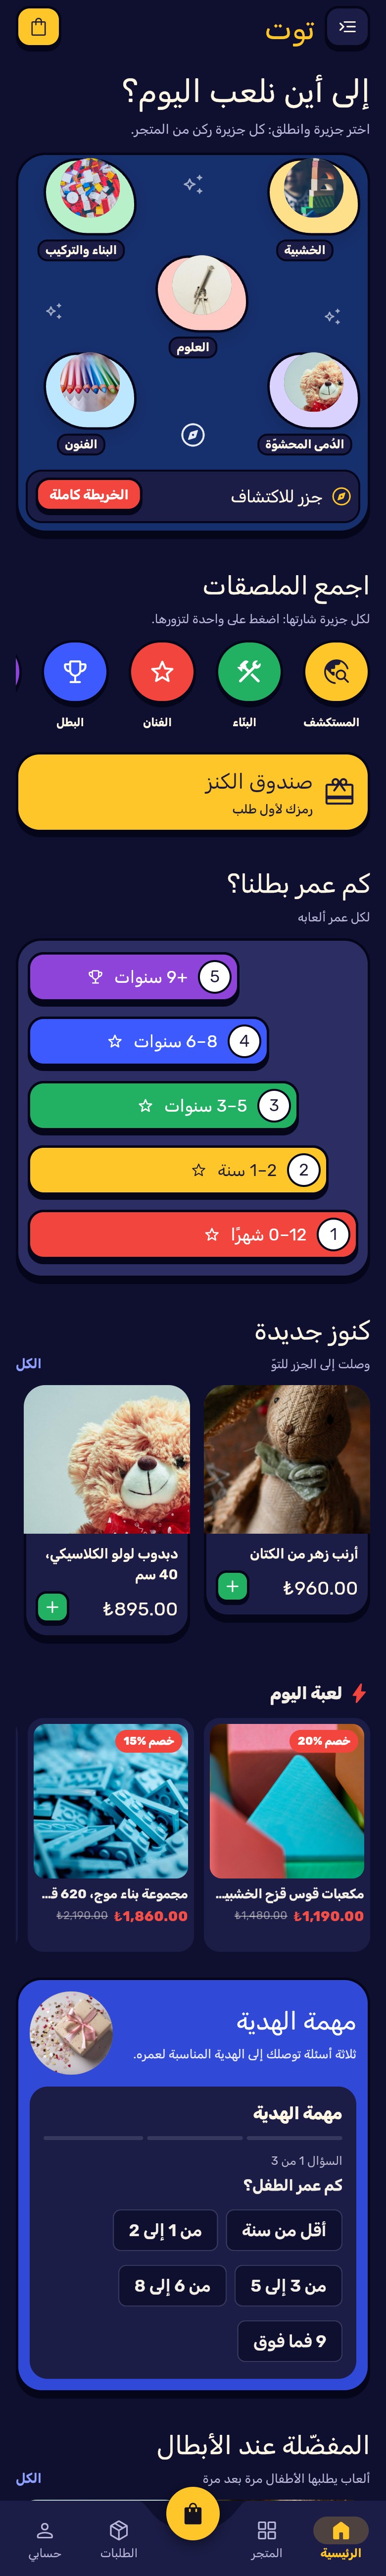 توت
إلى أين نلعب اليوم؟
اختر جزيرة وانطلق: كل جزيرة ركن من المتجر.
الخشبية
البناء والتركيب
العلوم
الدُمى المحشوّة
الفنون
جزر للاكتشاف
الخريطة كاملة
اجمع الملصقات
لكل جزيرة شارتها: اضغط على واحدة لتزورها.
المستكشف
البنّاء
الفنان
البطل
صندوق الكنز
رمزك لأول طلب
كم عمر بطلنا؟
لكل عمر ألعابه
5 9+ سنوات
4 6–8 سنوات
3 3–5 سنوات
2 1–2 سنة
1 0–12 شهرًا
كنوز جديدة
وصلت إلى الجزر للتوّ
الكل
أرنب زهر من الكتان
₺960.00
دبدوب لولو الكلاسيكي،
40 سم
₺895.00
لعبة اليوم
خصم 20%
مكعبات قوس قزح الخشبيـ...
₺1,190.00 ₺1,480.00
خصم 15%
مجموعة بناء موج، 620 قـ...
₺1,860.00 ₺2,190.00
مهمة الهدية
ثلاثة أسئلة توصلك إلى الهدية المناسبة لعمره.
مهمة الهدية
السؤال 1 من 3
كم عمر الطفل؟
أقل من سنة
من 1 إلى 2
من 3 إلى 5
من 6 إلى 8
9 فما فوق
المفضّلة عند الأبطال
ألعاب يطلبها الأطفال مرة بعد مرة
الكل
الرئيسية
المتجر
الطلبات
حسابي